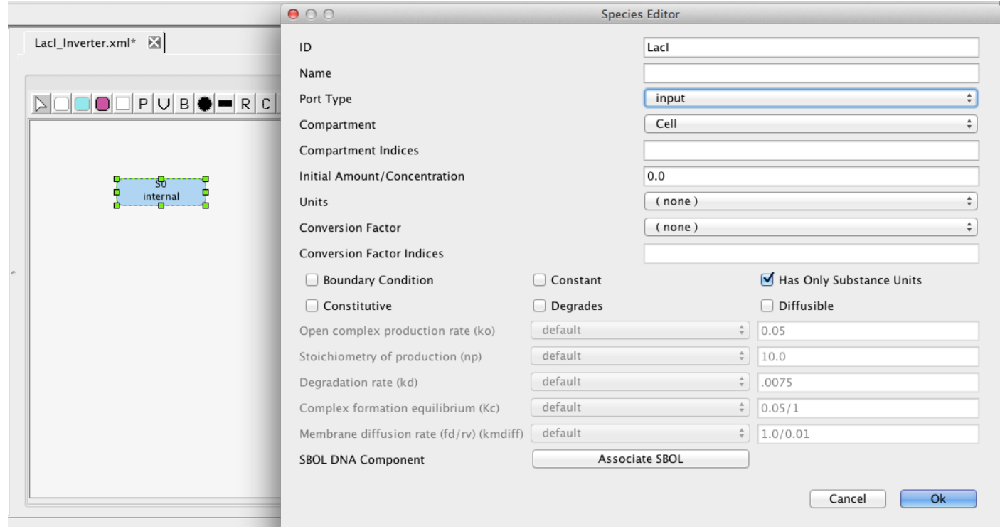 Species Editor
LacI_Inverter.xml*
P V B R C
S0
internal
ID LacI
Name
Port Type input
Compartment Cell
Compartment Indices
Initial Amount/Concentration 0.0
Units ( none )
Conversion Factor ( none )
Conversion Factor Indices
Boundary Condition Constant Has Only Substance Units
Constitutive Degrades Diffusible
Open complex production rate (ko) default 0.05
Stoichiometry of production (np) default 10.0
Degradation rate (kd) default .0075
Complex formation equilibrium (Kc) default 0.05/1
Membrane diffusion rate (fd/rv) (kmdiff) default 1.0/0.01
SBOL DNA Component Associate SBOL
Cancel Ok